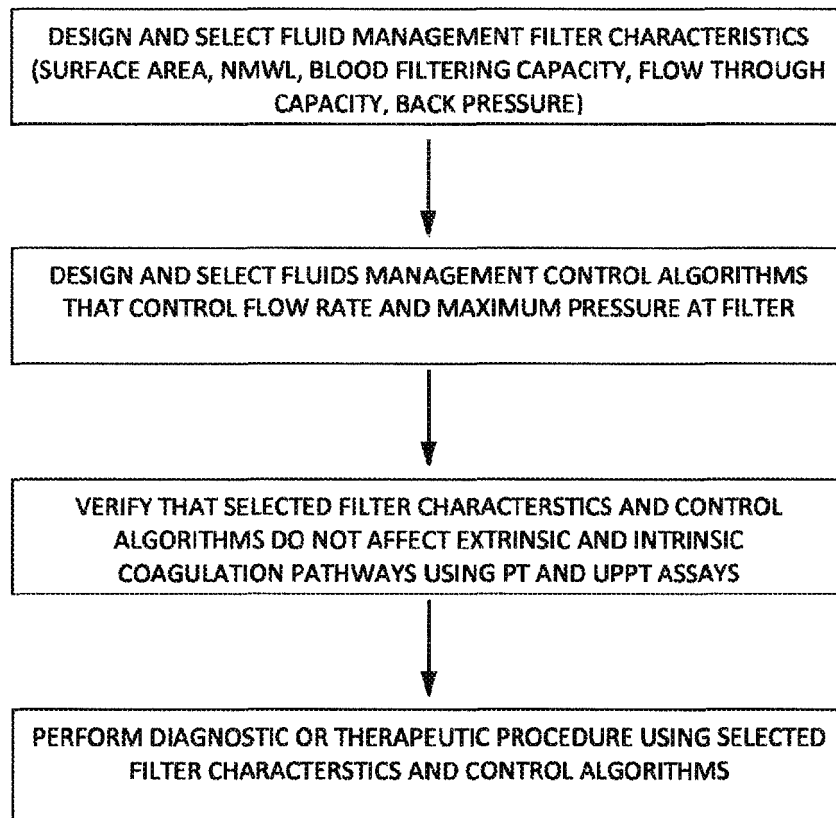 DESIGN AND SELECT FLUID MANAGEMENT FILTER CHARACTERISTICS
(SURFACE AREA, NMWL, BLOOD FILTERING CAPACITY, FLOW THROUGH
CAPACITY, BACK PRESSURE)
DESIGN AND SELECT FLUIDS MANAGEMENT CONTROL ALGORITHMS
THAT CONTROL FLOW RATE AND MAXIMUM PRESSURE AT FILTER
VERIFY THAT SELECTED FILTER CHARACTERSTICS AND CONTROL
ALGORITHMS DO NOT AFFECT EXTRINSIC AND INTRINSIC
COAGULATION PATHWAYS USING PT AND UPPT ASSAYS
PERFORM DIAGNOSTIC OR THERAPEUTIC PROCEDURE USING SELECTED
FILTER CHARACTERSTICS AND CONTROL ALGORITHMS